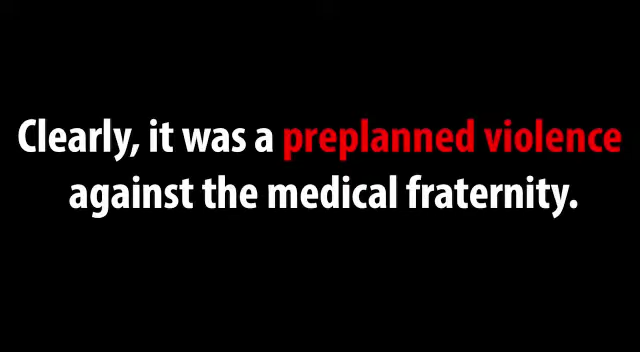 Clearly, it was a preplanned violence
against the medical fraternity.